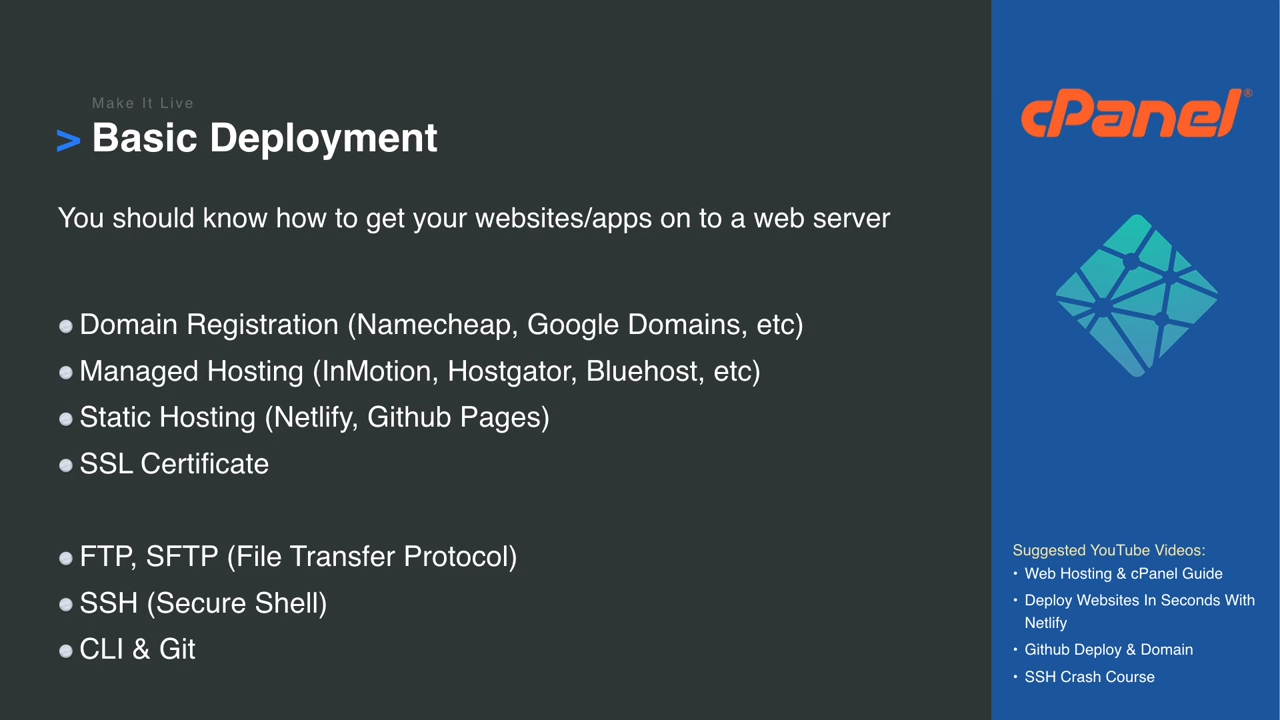 Make It Live
> Basic Deployment
You should know how to get your websites/apps on to a web server
Domain Registration (Namecheap, Google Domains, etc)
Managed Hosting (InMotion, Hostgator, Bluehost, etc)
Static Hosting (Netlify, Github Pages)
SSL Certificate
FTP, SFTP (File Transfer Protocol)
SSH (Secure Shell)
CLI & Git
cPanel®
Suggested YouTube Videos:
• Web Hosting & cPanel Guide
• Deploy Websites In Seconds With
Netlify
• Github Deploy & Domain
• SSH Crash Course